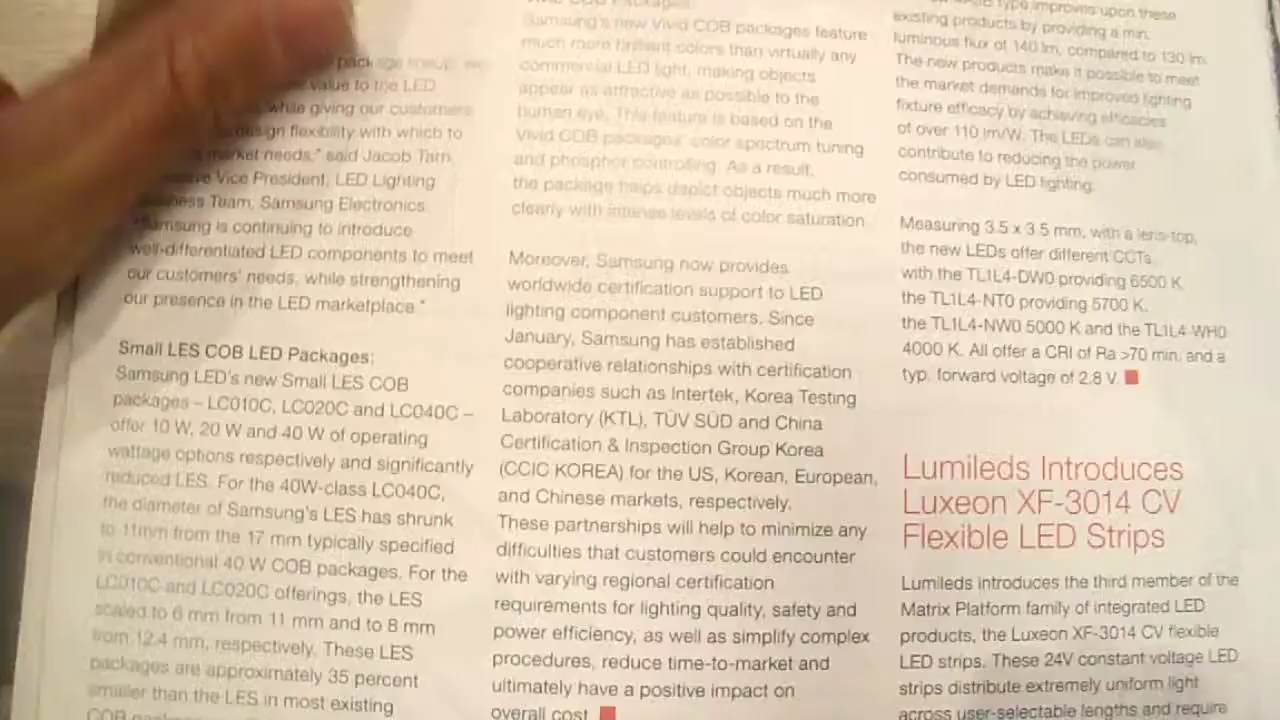 package lineup, we
value to the LED
while giving our customers
design flexibility with which to
market needs," said Jacob Tarn,
Vice President, LED Lighting
Business Team, Samsung Electronics.
"Samsung is continuing to introduce
well-differentiated LED components to meet
our customers' needs, while strengthening
our presence in the LED marketplace."
Small LES COB LED Packages:
Samsung LED's new Small LES COB
packages – LC010C, LC020C and LC040C –
offer 10 W, 20 W and 40 W of operating
wattage options respectively and significantly
reduced LES. For the 40W-class LC040C,
the diameter of Samsung's LES has shrunk
to 11mm from the 17 mm typically specified
in conventional 40 W COB packages. For the
LC010C and LC020C offerings, the LES
scaled to 6 mm from 11 mm and to 8 mm
from 12.4 mm, respectively. These LES
packages are approximately 35 percent
smaller than the LES in most existing
COB
Vivid COB Packages:
Samsung's new Vivid COB packages feature
much more brilliant colors than virtually any
commercial LED light, making objects
appear as attractive as possible to the
human eye. This feature is based on the
Vivid COB packages' color spectrum tuning
and phosphor controlling. As a result,
the package helps depict objects much more
clearly with intense levels of color saturation.
Moreover, Samsung now provides
worldwide certification support to LED
lighting component customers. Since
January, Samsung has established
cooperative relationships with certification
companies such as Intertek, Korea Testing
Laboratory (KTL), TÜV SÜD and China
Certification & Inspection Group Korea
(CCIC KOREA) for the US, Korean, European,
and Chinese markets, respectively.
These partnerships will help to minimize any
difficulties that customers could encounter
with varying regional certification
requirements for lighting quality, safety and
power efficiency, as well as simplify complex
procedures, reduce time-to-market and
ultimately have a positive impact on
overall cost.
type improves upon these
existing products by providing a min.
luminous flux of 140 lm, compared to 130 lm.
The new products make it possible to meet
the market demands for improved lighting
fixture efficacy by achieving efficacies
of over 110 lm/W. The LEDs can also
contribute to reducing the power
consumed by LED lighting.
Measuring 3.5 x 3.5 mm, with a lens-top,
the new LEDs offer different CCTs,
with the TL1L4-DW0 providing 6500 K,
the TL1L4-NT0 providing 5700 K,
the TL1L4-NW0 5000 K and the TL1L4-WH0
4000 K. All offer a CRI of Ra >70 min. and a
typ. forward voltage of 2.8 V.
Lumileds Introduces
Luxeon XF-3014 CV
Flexible LED Strips
Lumileds introduces the third member of the
Matrix Platform family of integrated LED
products, the Luxeon XF-3014 CV flexible
LED strips. These 24V constant voltage LED
strips distribute extremely uniform light
across user-selectable lengths and require